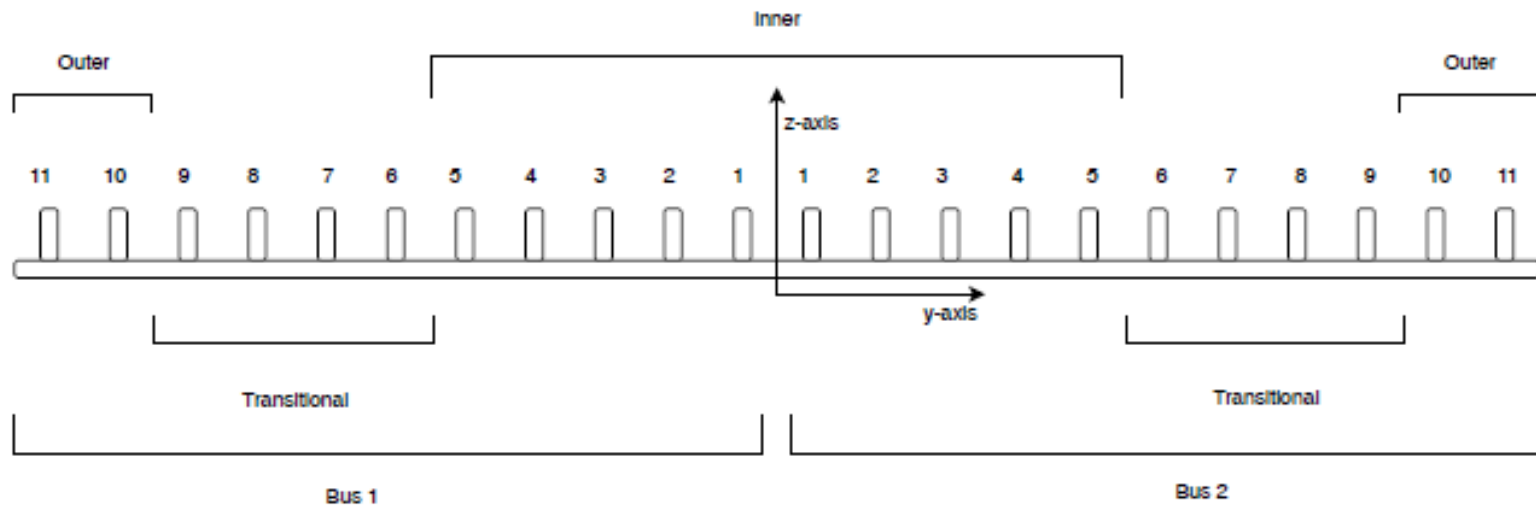 Inner
Outer
Outer
z-axis
11 10 9 8 7 6 5 4 3 2 1 1 2 3 4 5 6 7 8 9 10 11
y-axis
Transitional
Transitional
Bus 1
Bus 2